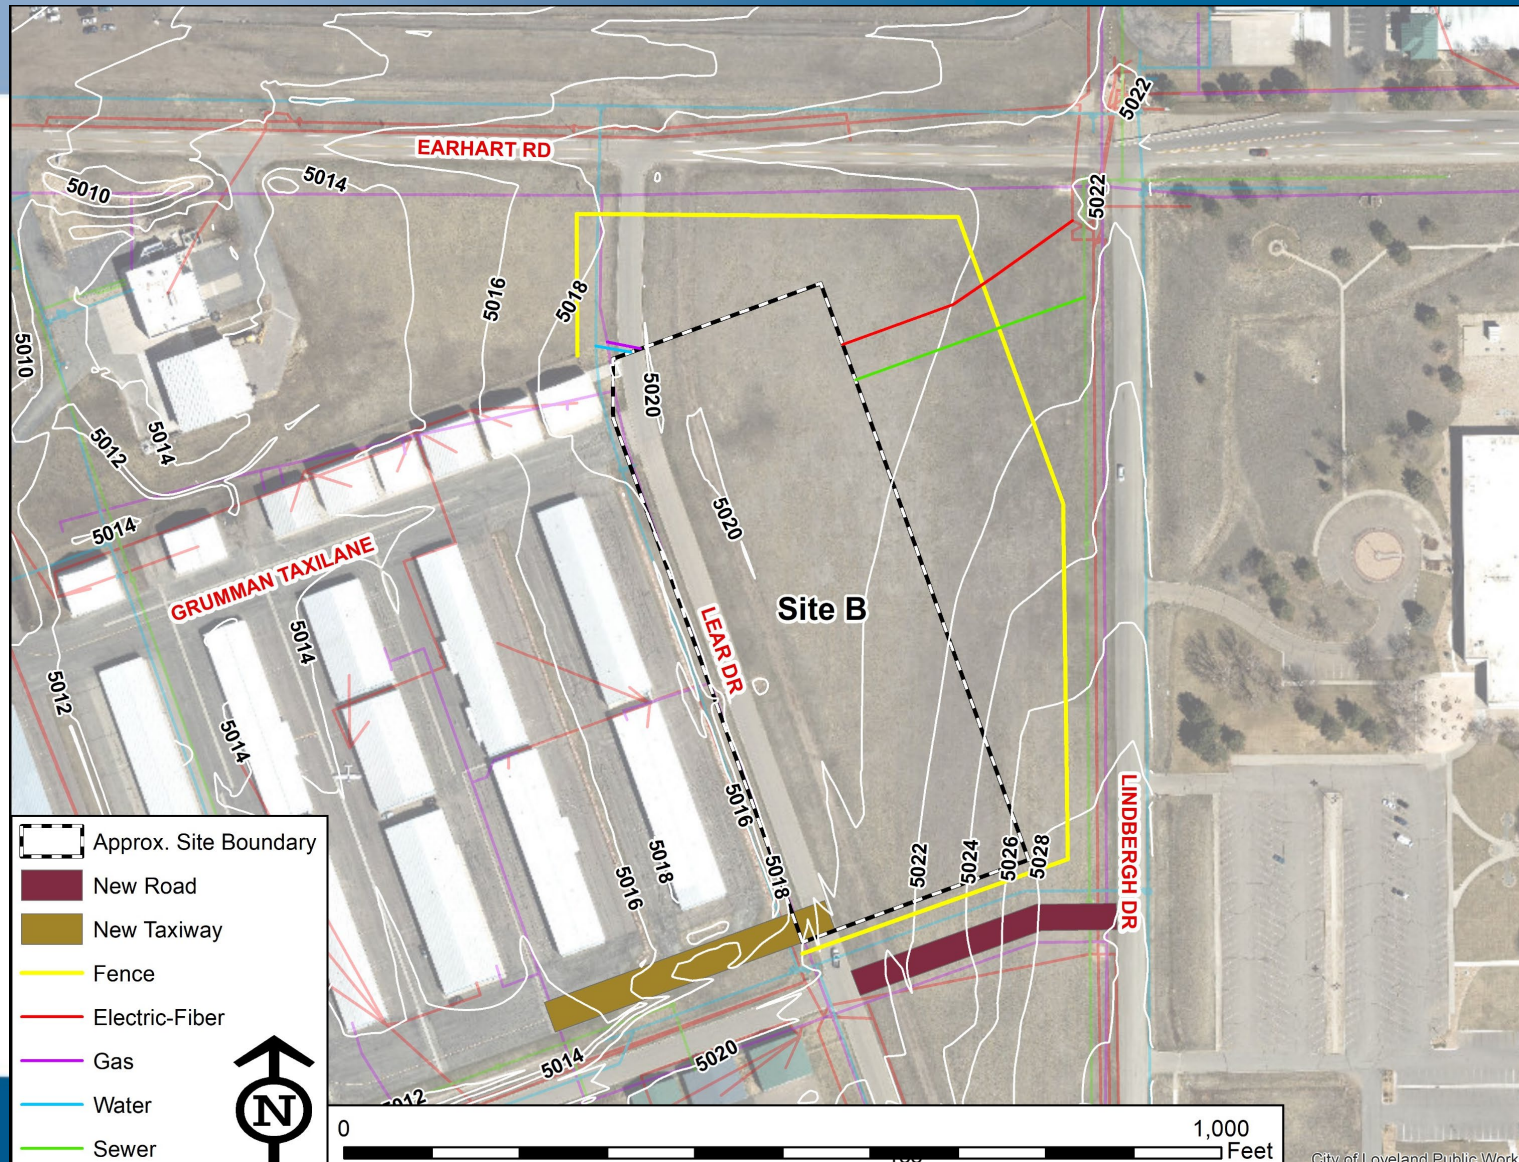 5022
EARHART RD
5014
5010
5022
5016
5018
5010
5020
5012
5014
5020
5014
GRUMMAN TAXILANE
Site B
LEAR DR
5014
5012
5014
5016
LINDBERGH DR
5018
5018
5016
5022
5024
5026
5028
5014
5020
5012
Approx. Site Boundary
New Road
New Taxiway
Fence
Electric-Fiber
Gas
Water
Sewer
N
0
1,000
Feet
City of Loveland Public Work